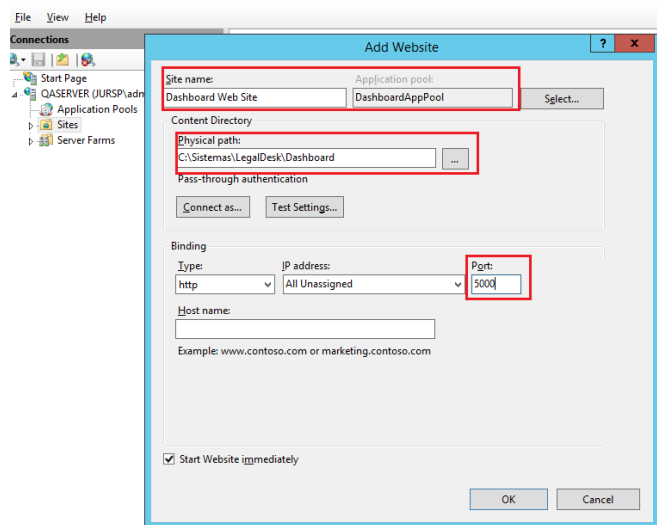 File View Help
Connections
Start Page
QASERVER (JURSP\adm
Application Pools
Sites
Server Farms
Add Website
? x
Site name: Application pool:
Dashboard Web Site DashboardAppPool Select...
Content Directory
Physical path:
C:\Sistemas\LegalDesk\Dashboard ...
Pass-through authentication
Connect as... Test Settings...
Binding
Type: IP address: Port:
http All Unassigned 5000
Host name:
Example: www.contoso.com or marketing.contoso.com
Start Website immediately
OK Cancel